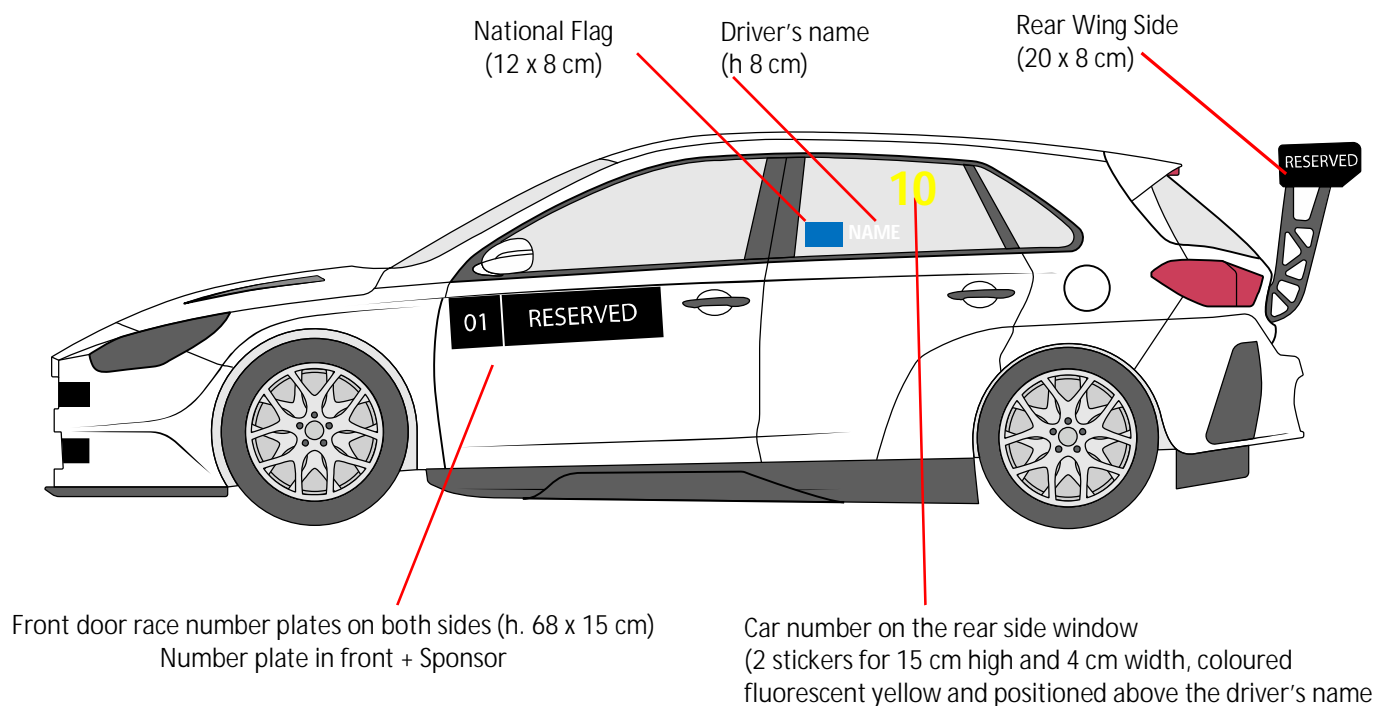 National Flag
(12 x 8 cm)
Driver's name
(h 8 cm)
Rear Wing Side
(20 x 8 cm)
RESERVED
10
NAME
01 RESERVED
Front door race number plates on both sides (h. 68 x 15 cm)
Number plate in front + Sponsor
Car number on the rear side window
(2 stickers for 15 cm high and 4 cm width, coloured
fluorescent yellow and positioned above the driver's name